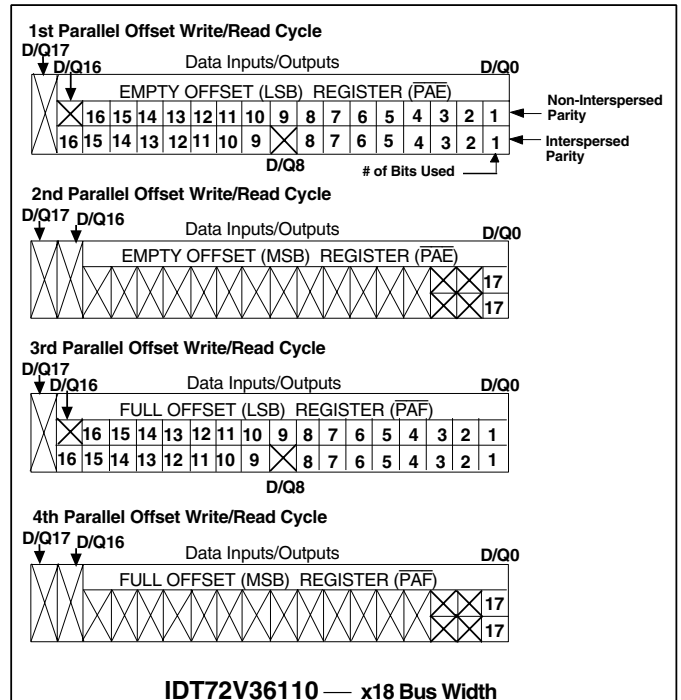 1st Parallel Offset Write/Read Cycle
D/Q17
D/Q16
Data Inputs/Outputs
D/Q0
EMPTY OFFSET (LSB) REGISTER (PAE)
16 15 14 13 12 11 10 9 8 7 6 5 4 3 2 1
Non-Interspersed
Parity
16 15 14 13 12 11 10 9 8 7 6 5 4 3 2 1
Interspersed
Parity
D/Q8
# of Bits Used
2nd Parallel Offset Write/Read Cycle
D/Q17
D/Q16
Data Inputs/Outputs
D/Q0
EMPTY OFFSET (MSB) REGISTER (PAE)
17
17
3rd Parallel Offset Write/Read Cycle
D/Q17
D/Q16
Data Inputs/Outputs
D/Q0
FULL OFFSET (LSB) REGISTER (PAF)
16 15 14 13 12 11 10 9 8 7 6 5 4 3 2 1
16 15 14 13 12 11 10 9 8 7 6 5 4 3 2 1
D/Q8
4th Parallel Offset Write/Read Cycle
D/Q17
D/Q16
Data Inputs/Outputs
D/Q0
FULL OFFSET (MSB) REGISTER (PAF)
17
17
IDT72V36110 — x18 Bus Width